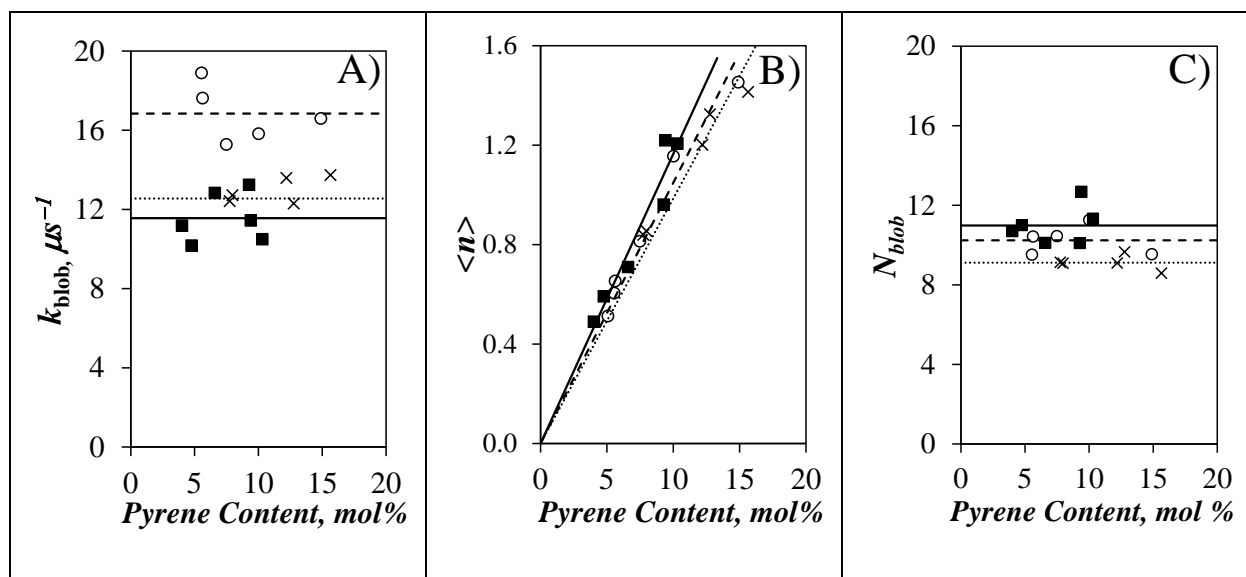 A)
20
16
12
8
4
0
k_blob, μs⁻¹
0 5 10 15 20
Pyrene Content, mol%
B)
1.6
1.2
0.8
0.4
0.0
<n>
0 5 10 15 20
Pyrene Content, mol%
C)
20
16
12
8
4
0
N_blob
0 5 10 15 20
Pyrene Content, mol %